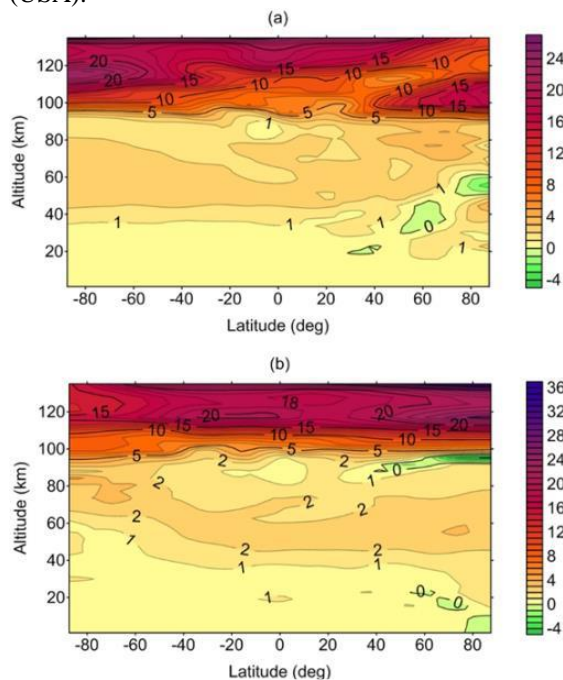 (USA).
(a)
120 100 80 60 40 20
Altitude (km)
20 20 15 10 5 10 15 1 5 10 15 10 15
1 1 1 1 0 1
24 20 16 12 8 4 0 -4
-80 -60 -40 -20 0 20 40 60 80
Latitude (deg)
(b)
120 100 80 60 40 20
Altitude (km)
15 15 20 18 20 15
5 10 15 10 5 15 10
2 2 2 1 0
2 2 2
1 2 2
1 1
1 0 0
36 32 28 24 20 16 12 8 4 0 -4
-80 -60 -40 -20 0 20 40 60 80
Latitude (deg)